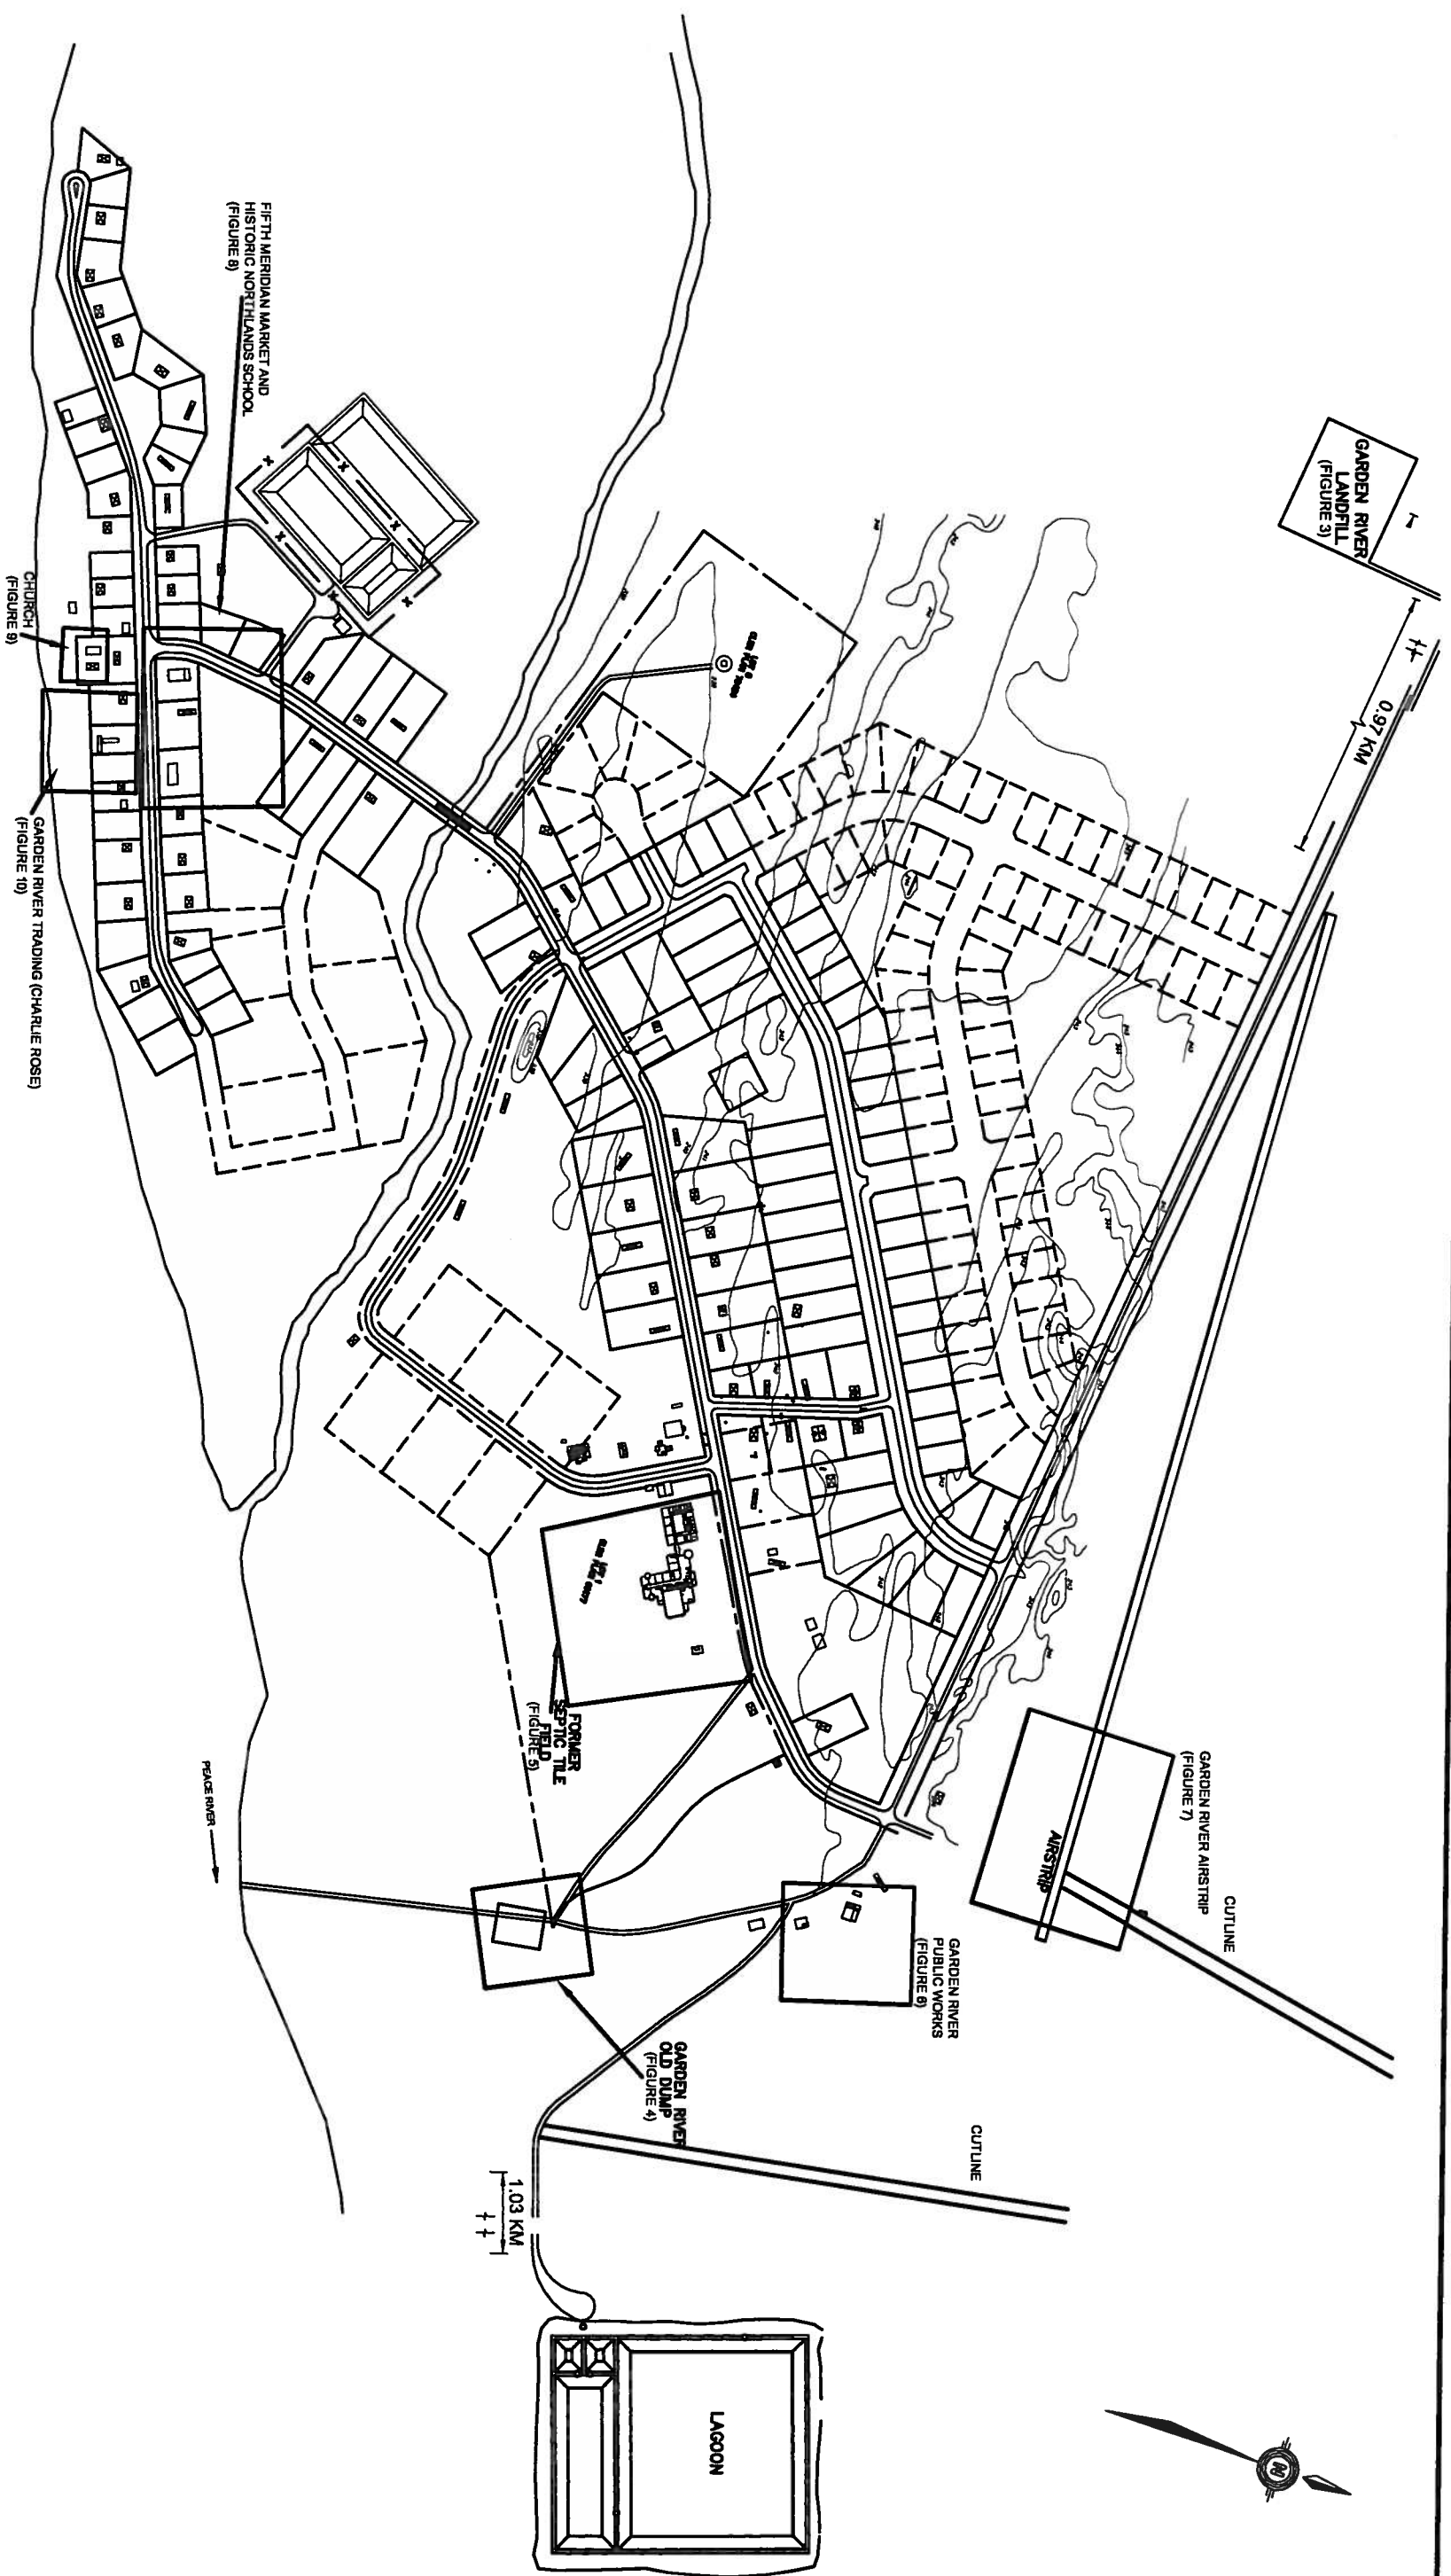 GARDEN RIVER
LANDFILL
(FIGURE 3)
0.97 KM
FIFTH MERIDIAN MARKET AND
HISTORIC NORTHLANDS SCHOOL
(FIGURE 8)
CHURCH
(FIGURE 9)
GARDEN RIVER TRADING (CHARLIE ROSE)
(FIGURE 10)
GARDEN RIVER AIRSTRIP
(FIGURE 7)
AIRSTRIP
CUTLINE
FORMER
SEPTIC TILE
FIELD
(FIGURE 5)
PEACE RIVER
GARDEN RIVER
PUBLIC WORKS
(FIGURE 6)
GARDEN RIVER
OLD DUMP
(FIGURE 4)
CUTLINE
1.03 KM
LAGOON
N